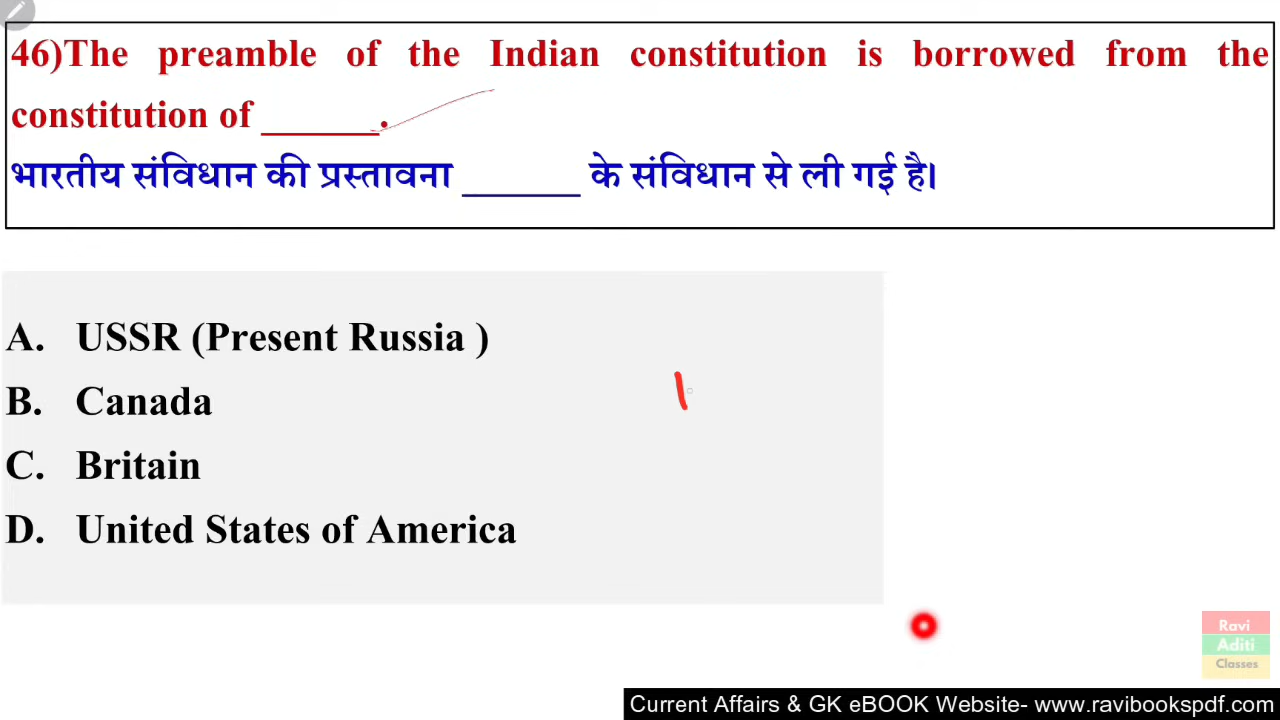 46)The preamble of the Indian constitution is borrowed from the
constitution of ______.
भारतीय संविधान की प्रस्तावना ______ के संविधान से ली गई है।
A. USSR (Present Russia )
B. Canada
C. Britain
D. United States of America
Ravi
Aditi
Classes
Current Affairs & GK eBOOK Website- www.ravibookspdf.com